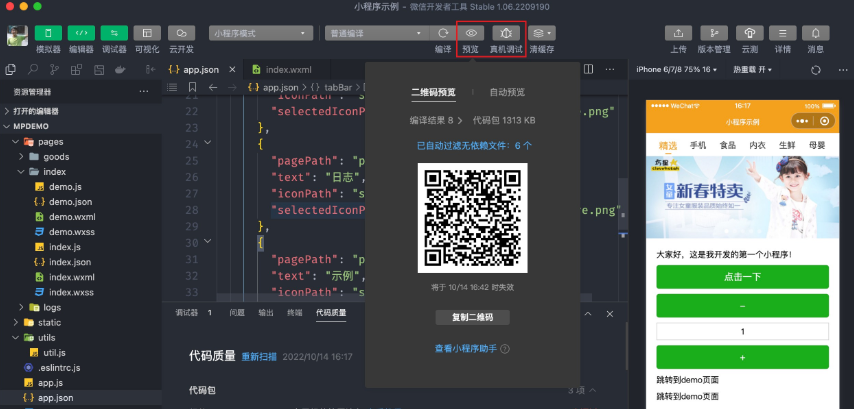 小程序示例 - 微信开发者工具 Stable 1.06.2209190
小程序模式
普通编译
模拟器 编辑器 调试器 可视化 云开发
编译 预览 真机调试 清缓存
上传 版本管理 云测 详情 消息
资源管理器
打开的编辑器
MPDEMO
pages
goods
index
demo.js
demo.json
demo.wxml
demo.wxss
index.js
index.json
index.wxml
index.wxss
logs
static
utils
util.js
.eslintrc.js
app.js
app.json
app.json
index.wxml
app.json
tabBar
21 "iconPath": "s
22 "selectedIconP .png"
23 },
24 {
25 "pagePath": "p
26 "text": "日志",
27 "iconPath": "s
28 "selectedIconP re.png"
29 },
30 {
31 "pagePath": "p
32 "text": "示例",
33 "iconPath": "s
二维码预览
自动预览
编译结果 8
代码包 1313 KB
已自动过滤无依赖文件：6 个
将于 10/14 16:42 时失效
复制二维码
查看小程序助手
调试器 1 问题 输出 终端 代码质量
代码质量 重新扫描 2022/10/14 16:17
代码包
3 项
iPhone 6/7/8 75% 16
热重载 开
WeChat
16:17
100%
小程序示例
精选 手机 食品 内衣 生鲜 母婴
女童
新春特卖
大家好，这是我开发的第一个小程序！
点击一下
－
1
＋
跳转到demo页面
跳转到demo页面